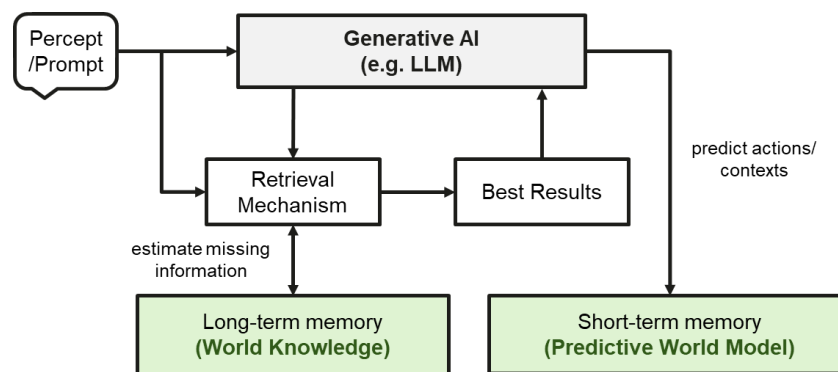 Percept
/Prompt
Generative AI
(e.g. LLM)
Retrieval
Mechanism
Best Results
predict actions/
contexts
estimate missing
information
Long-term memory
(World Knowledge)
Short-term memory
(Predictive World Model)